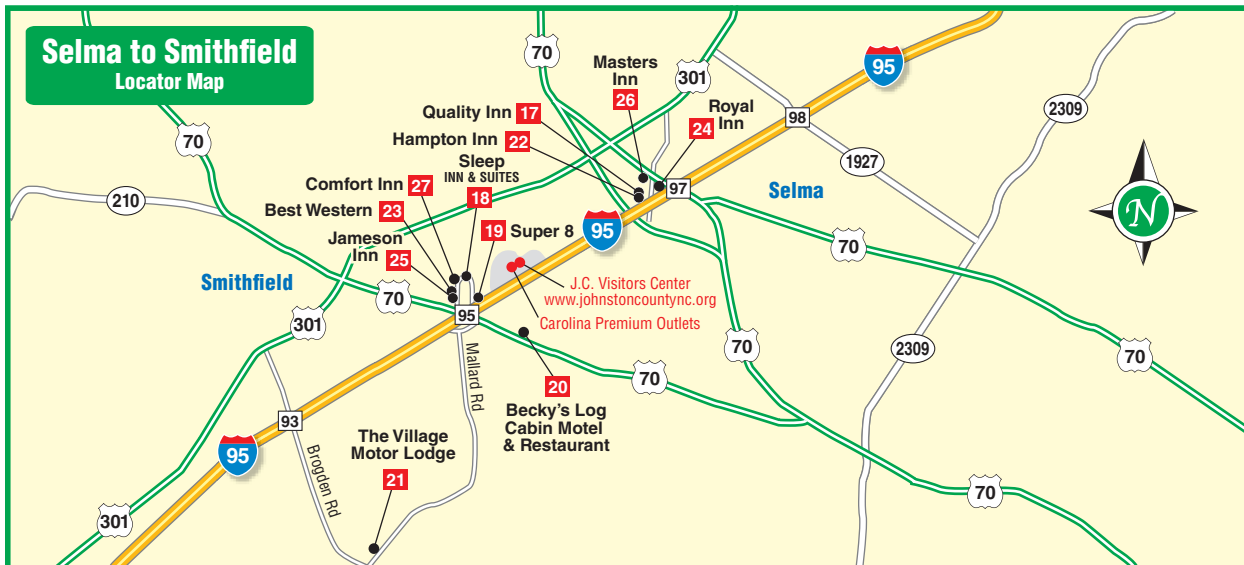 Selma to Smithfield
Locator Map
70
301
95
2309
Masters
Inn
26
Quality Inn 17
Royal
Inn
24
98
70
Hampton Inn 22
1927
Sleep
INN & SUITES
18
Comfort Inn 27
97
Selma
210
Best Western 23
N
95
19 Super 8
Jameson
Inn
25
70
Smithfield
J.C. Visitors Center
www.johnstoncountync.org
70
95
Carolina Premium Outlets
301
70
2309
70
Mallard Rd
70
20
Becky's Log
Cabin Motel
& Restaurant
93
The Village
Motor Lodge
21
95
Brogden Rd
70
301